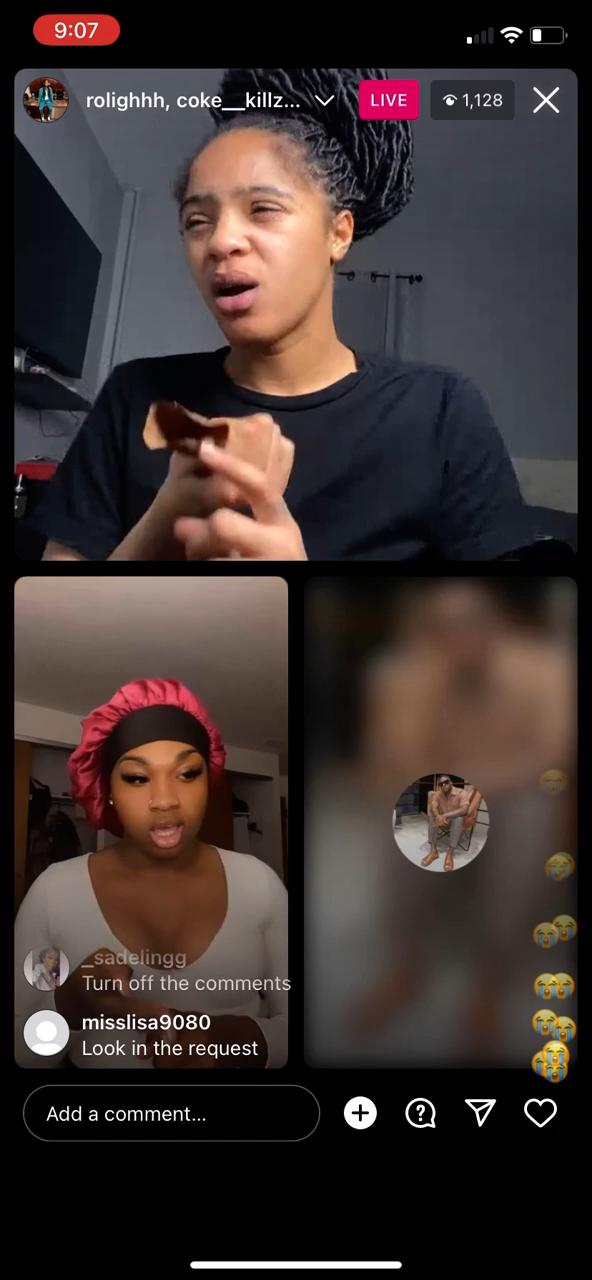 9:07
rolighhh, coke__killz...
LIVE
1,128
_sadelingg
Turn off the comments
misslisa9080
Look in the request
Add a comment...